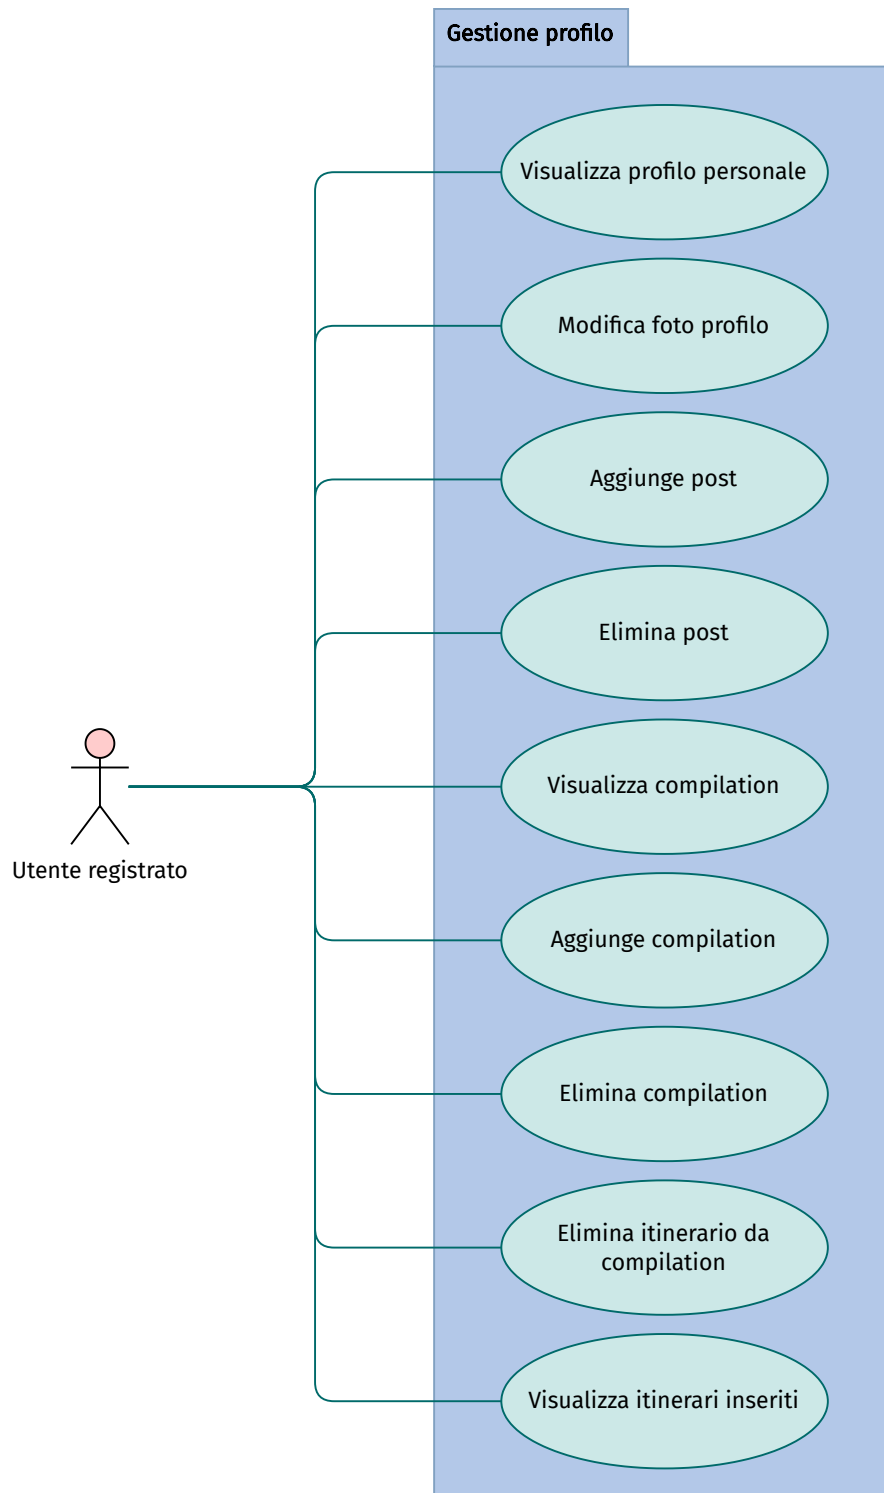 Gestione profilo
Visualizza profilo personale
Modifica foto profilo
Aggiunge post
Elimina post
Visualizza compilation
Utente registrato
Aggiunge compilation
Elimina compilation
Elimina itinerario da
compilation
Visualizza itinerari inseriti